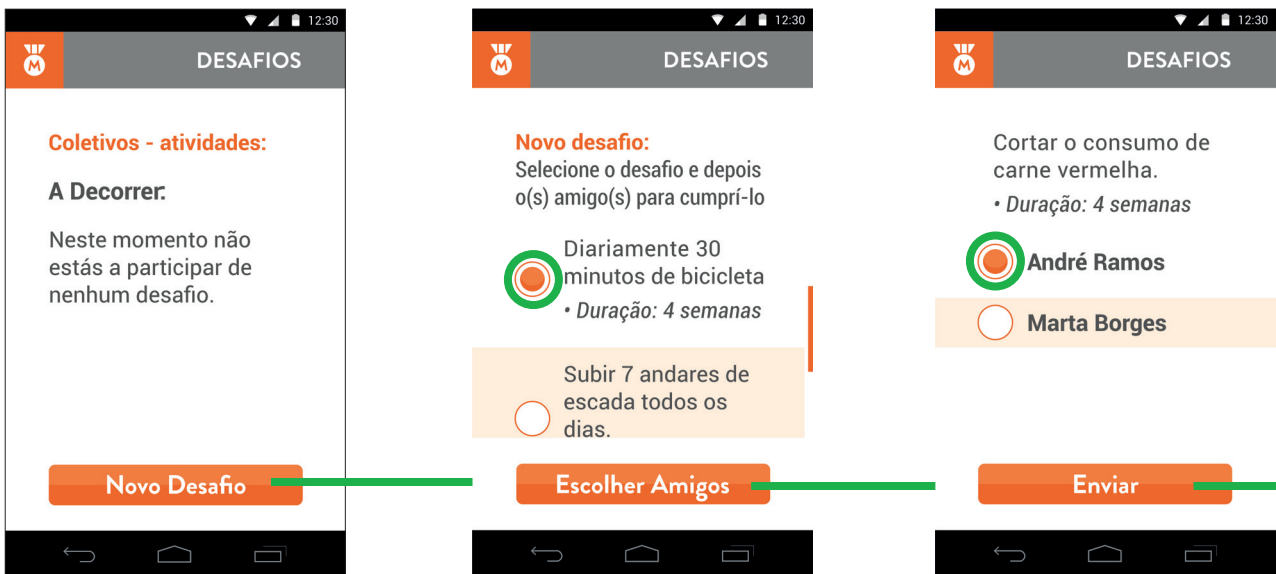 12:30
M
DESAFIOS
Coletivos - atividades:
A Decorrer:
Neste momento não
estás a participar de
nenhum desafio.
Novo Desafio
12:30
M
DESAFIOS
Novo desafio:
Selecione o desafio e depois
o(s) amigo(s) para cumprí-lo
Diariamente 30
minutos de bicicleta
• Duração: 4 semanas
Subir 7 andares de
escada todos os
dias.
Escolher Amigos
12:30
M
DESAFIOS
Cortar o consumo de
carne vermelha.
• Duração: 4 semanas
André Ramos
Marta Borges
Enviar